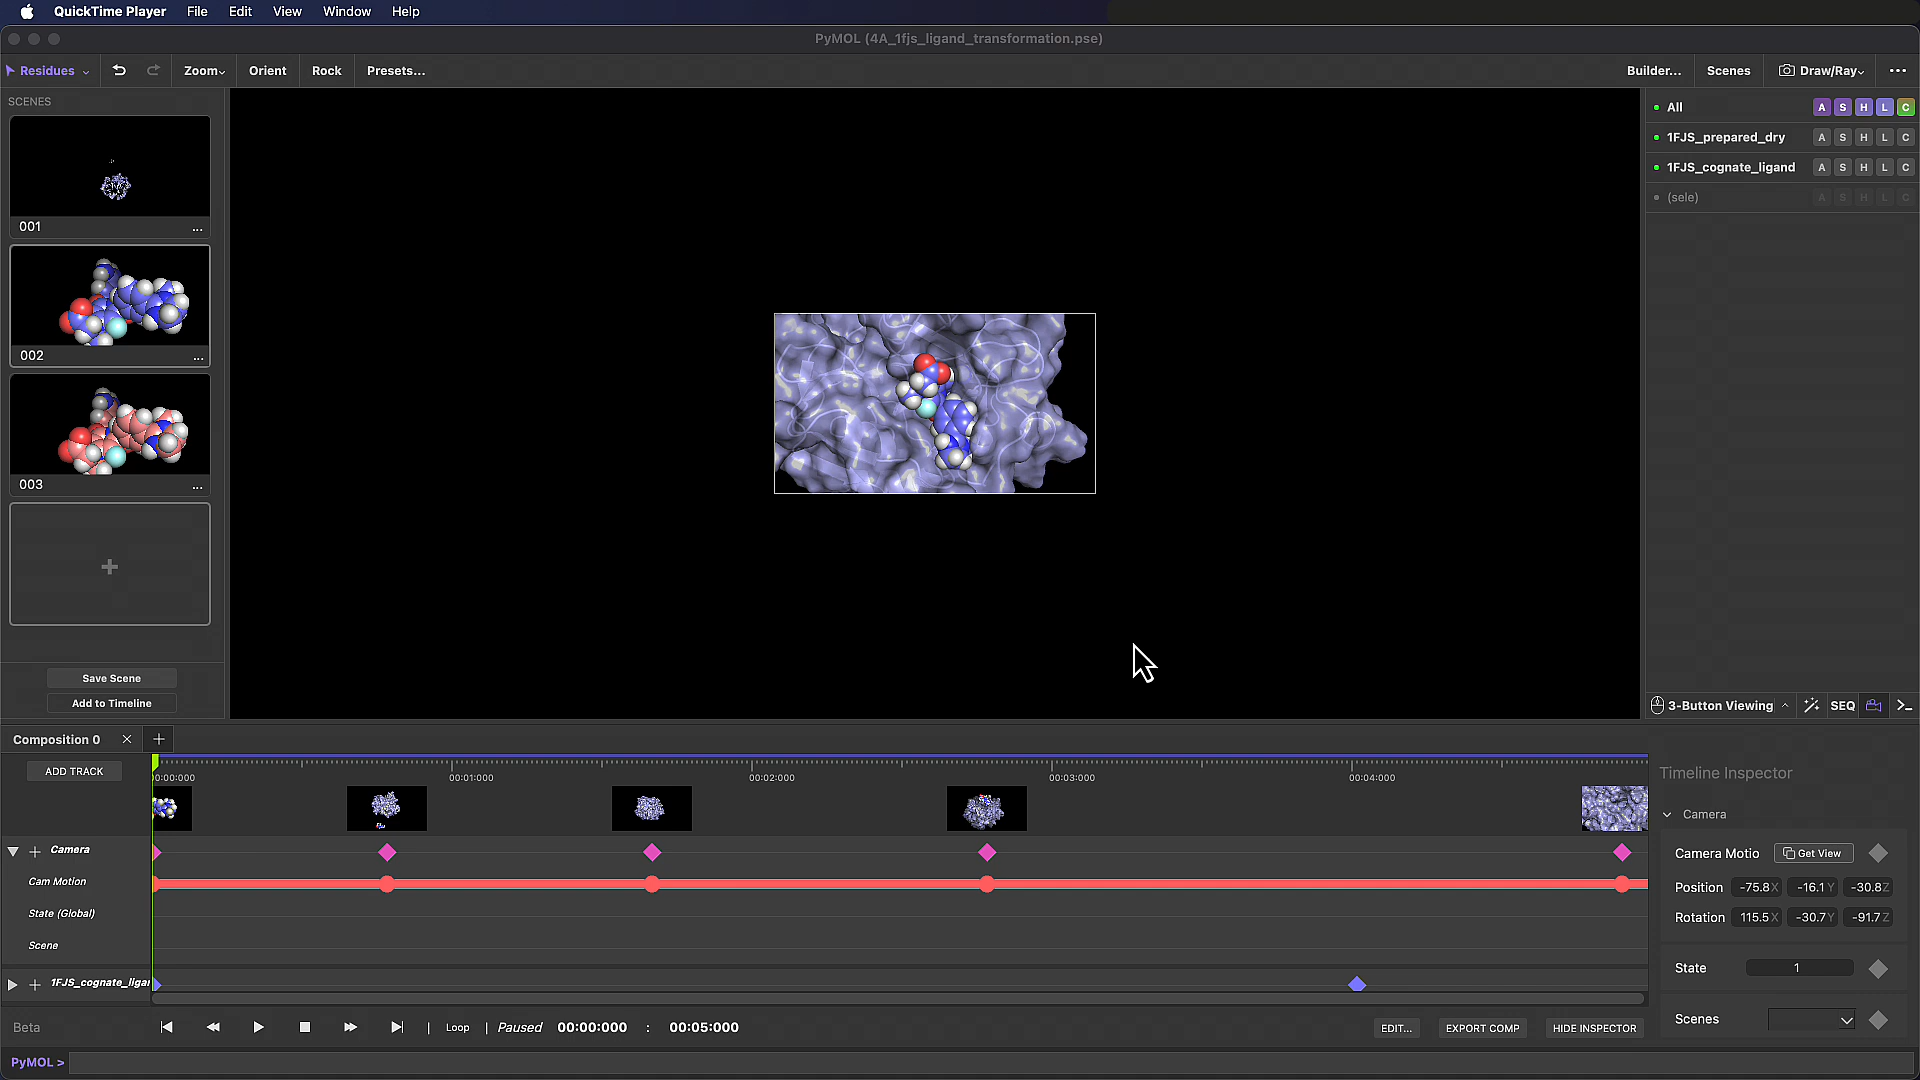 QuickTime Player File Edit View Window Help
PyMOL (4A_1fjs_ligand_transformation.pse)
Residues Zoom Orient Rock Presets... Builder... Scenes Draw/Ray
SCENES
001 ...
002 ...
003 ...
+
Save Scene
Add to Timeline
All A S H L C
1FJS_prepared_dry A S H L C
1FJS_cognate_ligand A S H L C
(sele) A S H L C
3-Button Viewing SEQ
Composition 0 × +
ADD TRACK
00:00:000 00:01:000 00:02:000 00:03:000 00:04:000
Camera
Cam Motion
State (Global)
Scene
1FJS_cognate_ligan
Timeline Inspector
Camera
Camera Motio Get View
Position -75.8 X -16.1 Y -30.8 Z
Rotation 115.5 X -30.7 Y -91.7 Z
State 1
Scenes
Beta | Loop | Paused 00:00:000 : 00:05:000 EDIT... EXPORT COMP HIDE INSPECTOR
PyMOL >